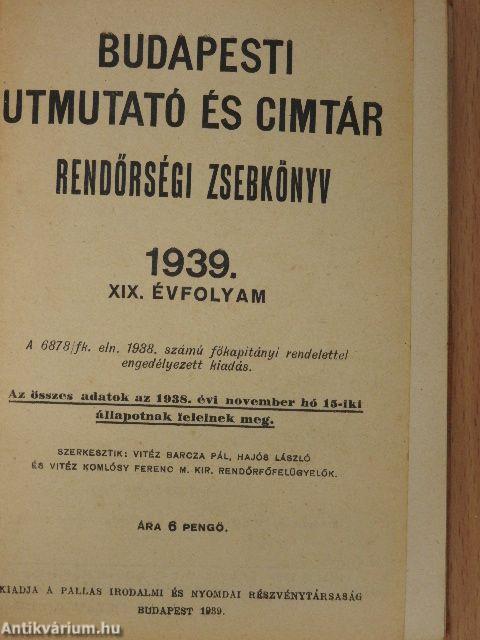 BUDAPESTI
UTMUTATÓ ÉS CIMTÁR
RENDŐRSÉGI ZSEBKÖNYV
1939.
XIX. ÉVFOLYAM
A 6878/fk. eln. 1938. számú főkapitányi rendelettel
engedélyezett kiadás.
Az összes adatok az 1938. évi november hó 15-iki
állapotnak felelnek meg.
SZERKESZTIK: VITÉZ BARCZA PÁL, HAJÓS LÁSZLÓ
ÉS VITÉZ KOMLÓSY FERENC M. KIR. RENDŐRFŐFELÜGYELŐK.
ÁRA 6 PENGŐ.
KIADJA A PALLAS IRODALMI ÉS NYOMDAI RÉSZVÉNYTÁRSASÁG
BUDAPEST 1939.
Antikvárium.hu